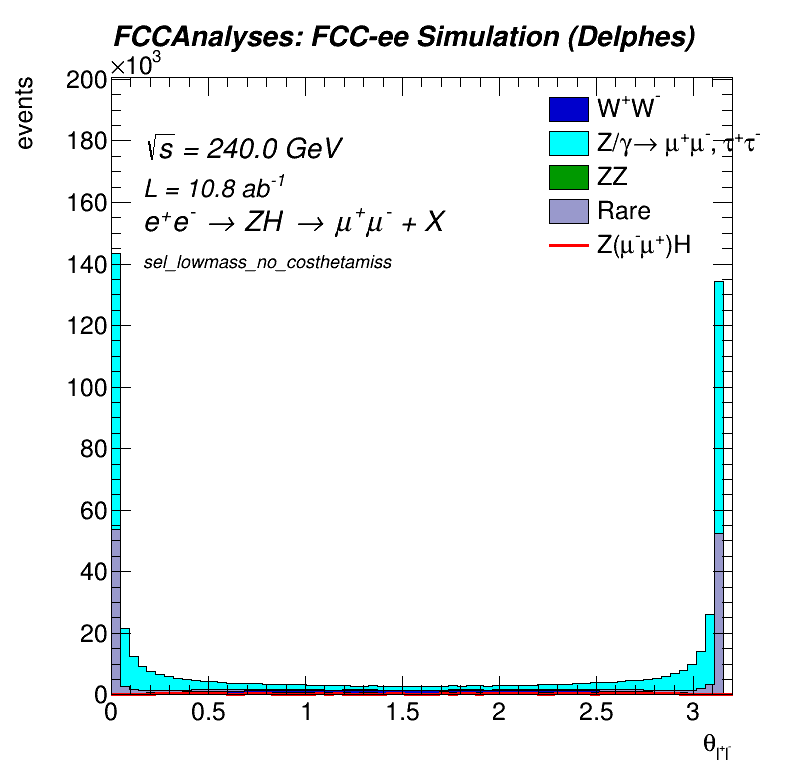 FCCAnalyses: FCC-ee Simulation (Delphes)
×10³
events
200
180
160
140
120
100
80
60
40
20
0
√s = 240.0 GeV
L = 10.8 ab⁻¹
e⁺e⁻ → ZH → μ⁺μ⁻ + X
sel_lowmass_no_costhetamiss
W⁺W⁻
Z/γ→ μ⁺μ⁻, τ⁺τ⁻
ZZ
Rare
Z(μ⁻μ⁺)H
0 0.5 1 1.5 2 2.5 3
θ_l⁺l⁻